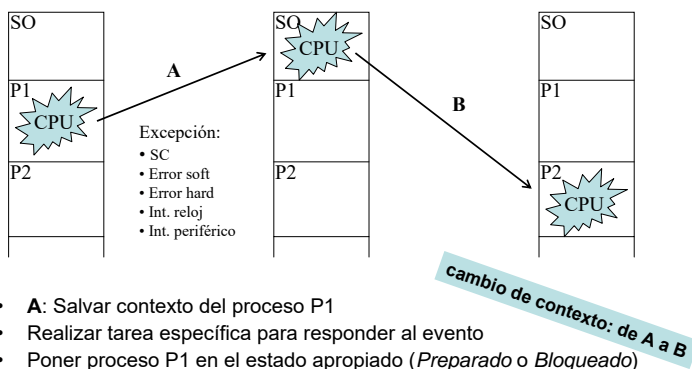 SO
P1
CPU
P2
A
Excepción:
• SC
• Error soft
• Error hard
• Int. reloj
• Int. periférico
SO
CPU
P1
P2
B
SO
P1
P2
CPU
cambio de contexto: de A a B
• A: Salvar contexto del proceso P1
• Realizar tarea específica para responder al evento
• Poner proceso P1 en el estado apropiado (Preparado o Bloqueado)